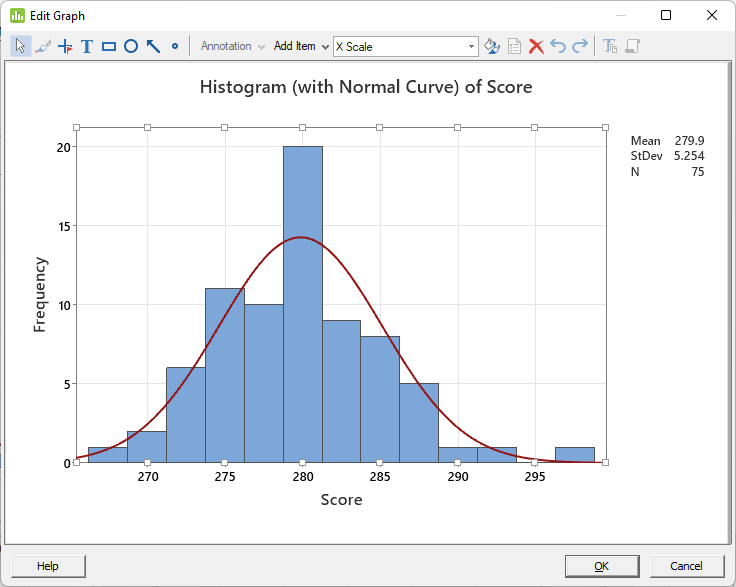 Edit Graph
T Annotation Add Item X Scale
Histogram (with Normal Curve) of Score
Mean 279.9
StDev 5.254
N 75
20
15
10
5
0
Frequency
270 275 280 285 290 295
Score
Help OK Cancel